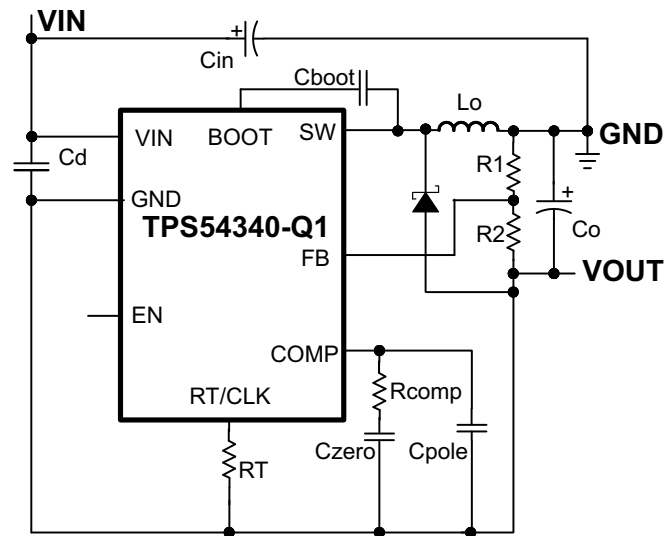 VIN
+
Cin
Cboot
Lo
VIN
BOOT
SW
GND
Cd
R1
+
GND
TPS54340-Q1
R2
Co
FB
VOUT
EN
COMP
RT/CLK
Rcomp
RT
Czero
Cpole